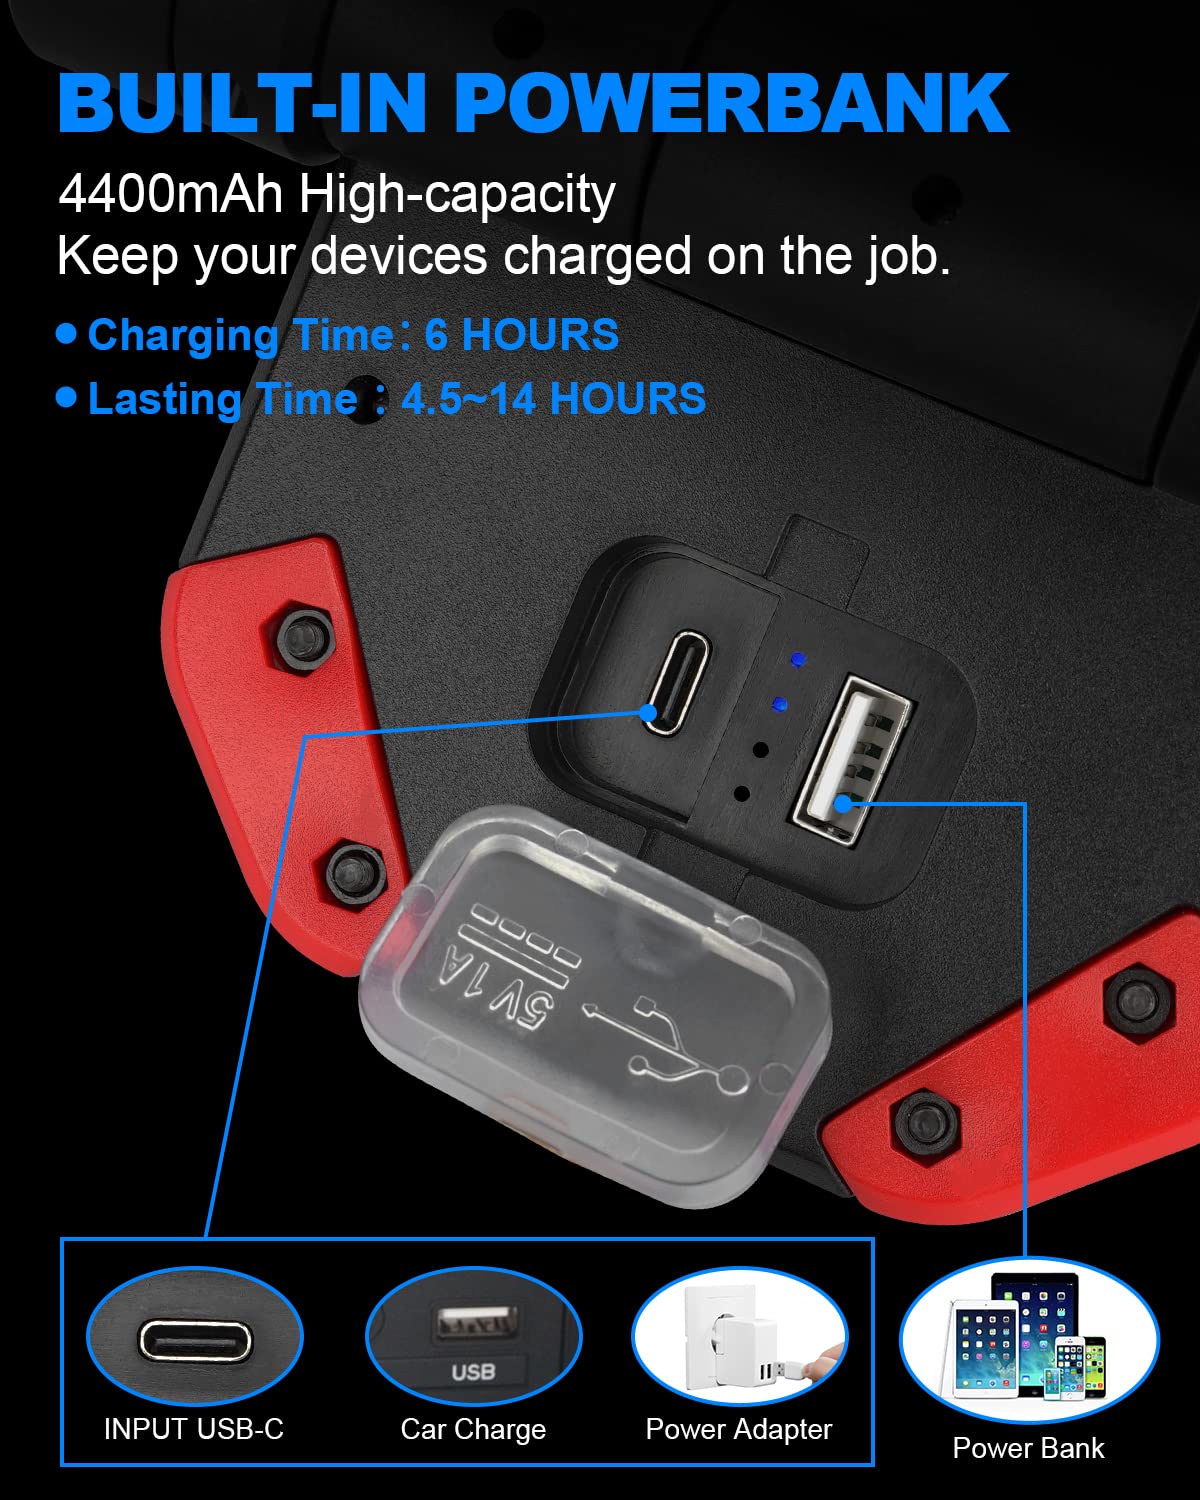 BUILT-IN POWERBANK
4400mAh High-capacity
Keep your devices charged on the job.
● Charging Time: 6 HOURS
● Lasting Time : 4.5~14 HOURS
5V 1A
USB
INPUT USB-C
Car Charge
Power Adapter
Power Bank